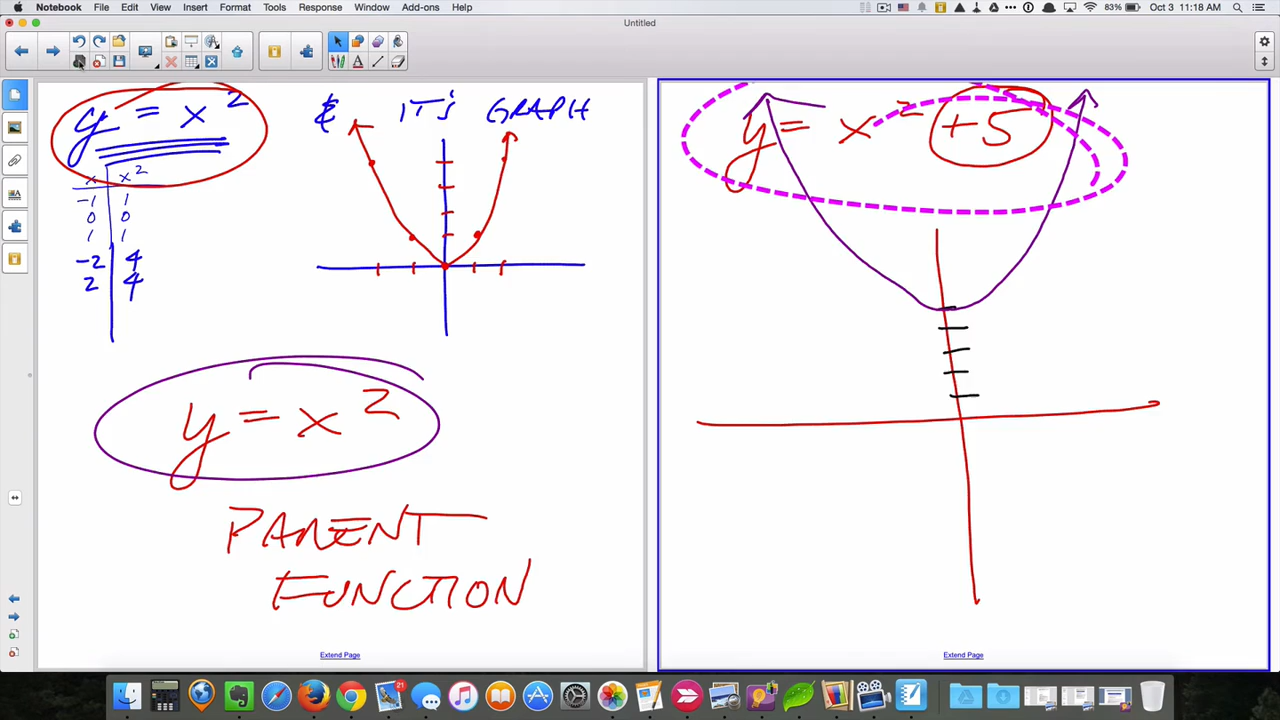 Notebook File Edit View Insert Format Tools Response Window Add-ons Help
83% Oct 3 11:18 AM
Untitled
y = x² & IT'S GRAPH
x x²
-1 1
0 0
1 1
-2 4
2 4
y = x²
PARENT
FUNCTION
Extend Page
y = x² +5
Extend Page
21